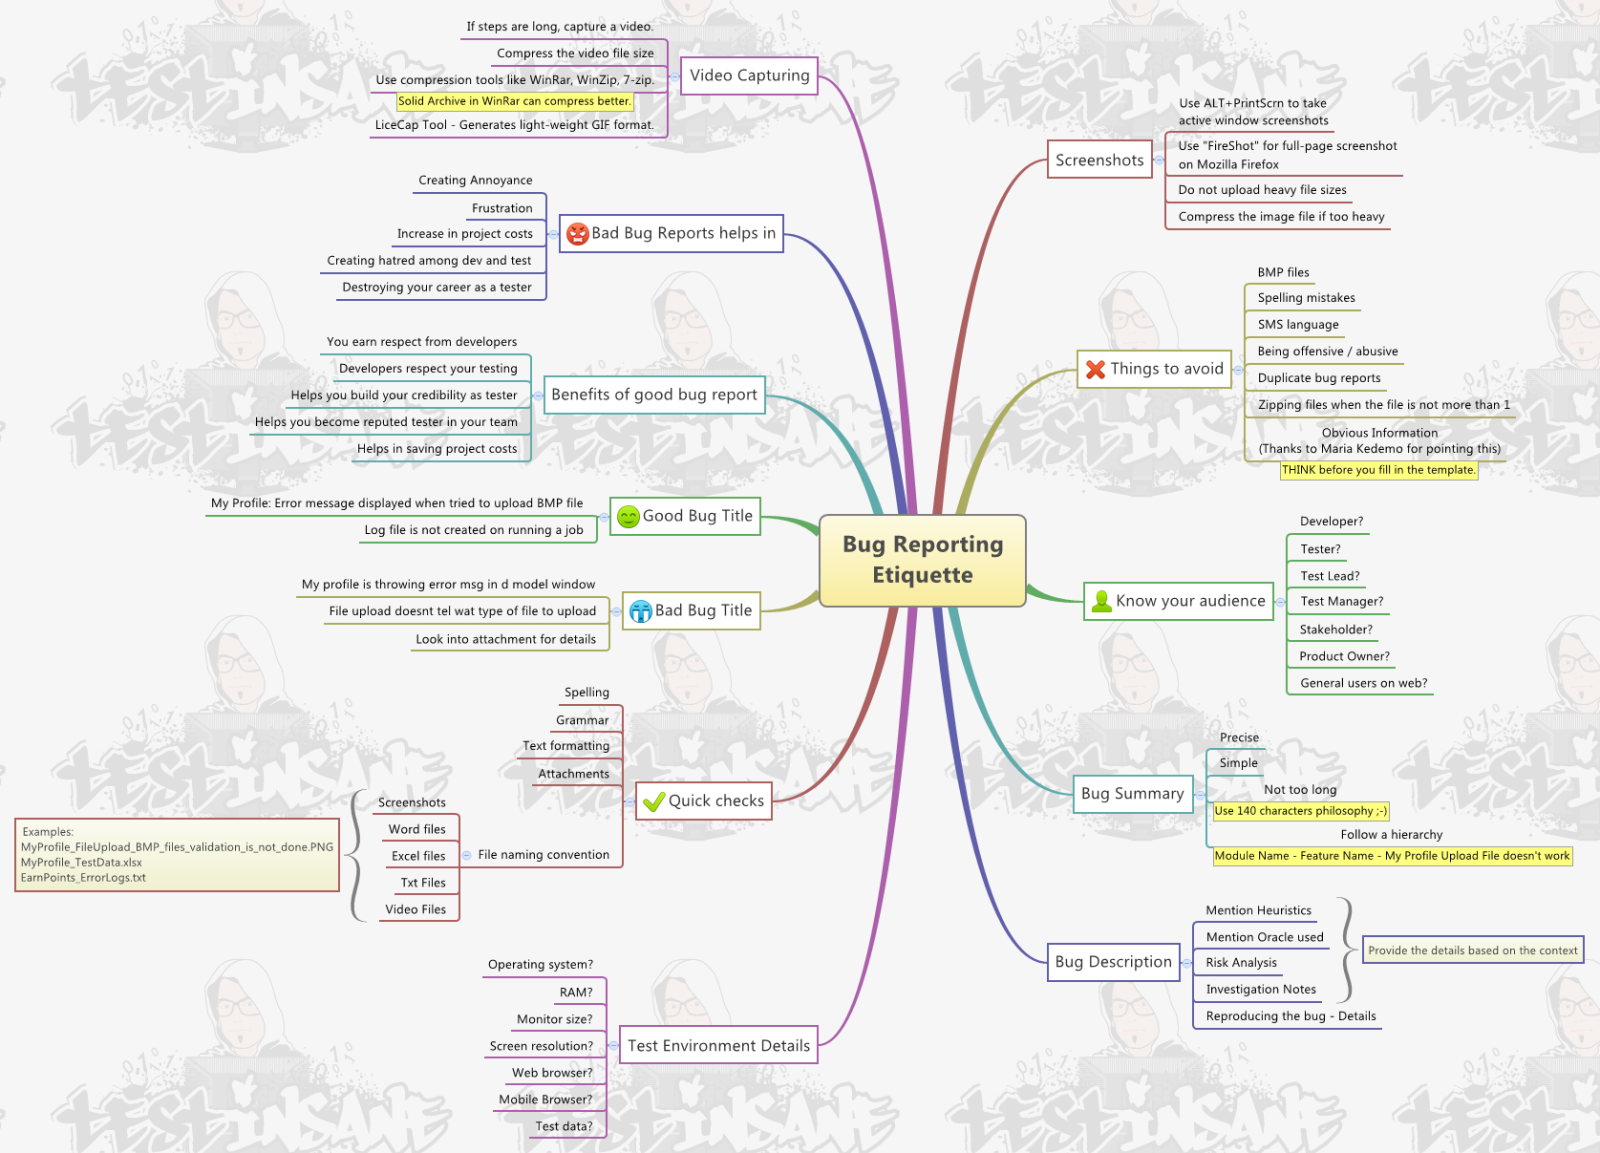 If steps are long, capture a video.
Compress the video file size
Use compression tools like WinRar, WinZip, 7-zip.
Solid Archive in WinRar can compress better.
LiceCap Tool - Generates light-weight GIF format.
Video Capturing
Creating Annoyance
Frustration
Increase in project costs
Creating hatred among dev and test
Destroying your career as a tester
Bad Bug Reports helps in
You earn respect from developers
Developers respect your testing
Helps you build your credibility as tester
Helps you become reputed tester in your team
Helps in saving project costs
Benefits of good bug report
My Profile: Error message displayed when tried to upload BMP file
Log file is not created on running a job
Good Bug Title
My profile is throwing error msg in d model window
File upload doesnt tel wat type of file to upload
Look into attachment for details
Bad Bug Title
Spelling
Grammar
Text formatting
Attachments
Quick checks
File naming convention
Screenshots
Word files
Excel files
Txt Files
Video Files
Examples:
MyProfile_FileUpload_BMP_files_validation_is_not_done.PNG
MyProfile_TestData.xlsx
EarnPoints_ErrorLogs.txt
Operating system?
RAM?
Monitor size?
Screen resolution?
Web browser?
Mobile Browser?
Test data?
Test Environment Details
Bug Reporting
Etiquette
Screenshots
Use ALT+PrintScrn to take
active window screenshots
Use "FireShot" for full-page screenshot
on Mozilla Firefox
Do not upload heavy file sizes
Compress the image file if too heavy
Things to avoid
BMP files
Spelling mistakes
SMS language
Being offensive / abusive
Duplicate bug reports
Zipping files when the file is not more than 1
Obvious Information
(Thanks to Maria Kedemo for pointing this)
THINK before you fill in the template.
Know your audience
Developer?
Tester?
Test Lead?
Test Manager?
Stakeholder?
Product Owner?
General users on web?
Bug Summary
Precise
Simple
Not too long
Use 140 characters philosophy ;-)
Follow a hierarchy
Module Name - Feature Name - My Profile Upload File doesn't work
Bug Description
Mention Heuristics
Mention Oracle used
Risk Analysis
Investigation Notes
Reproducing the bug - Details
Provide the details based on the context
TEST INSANE